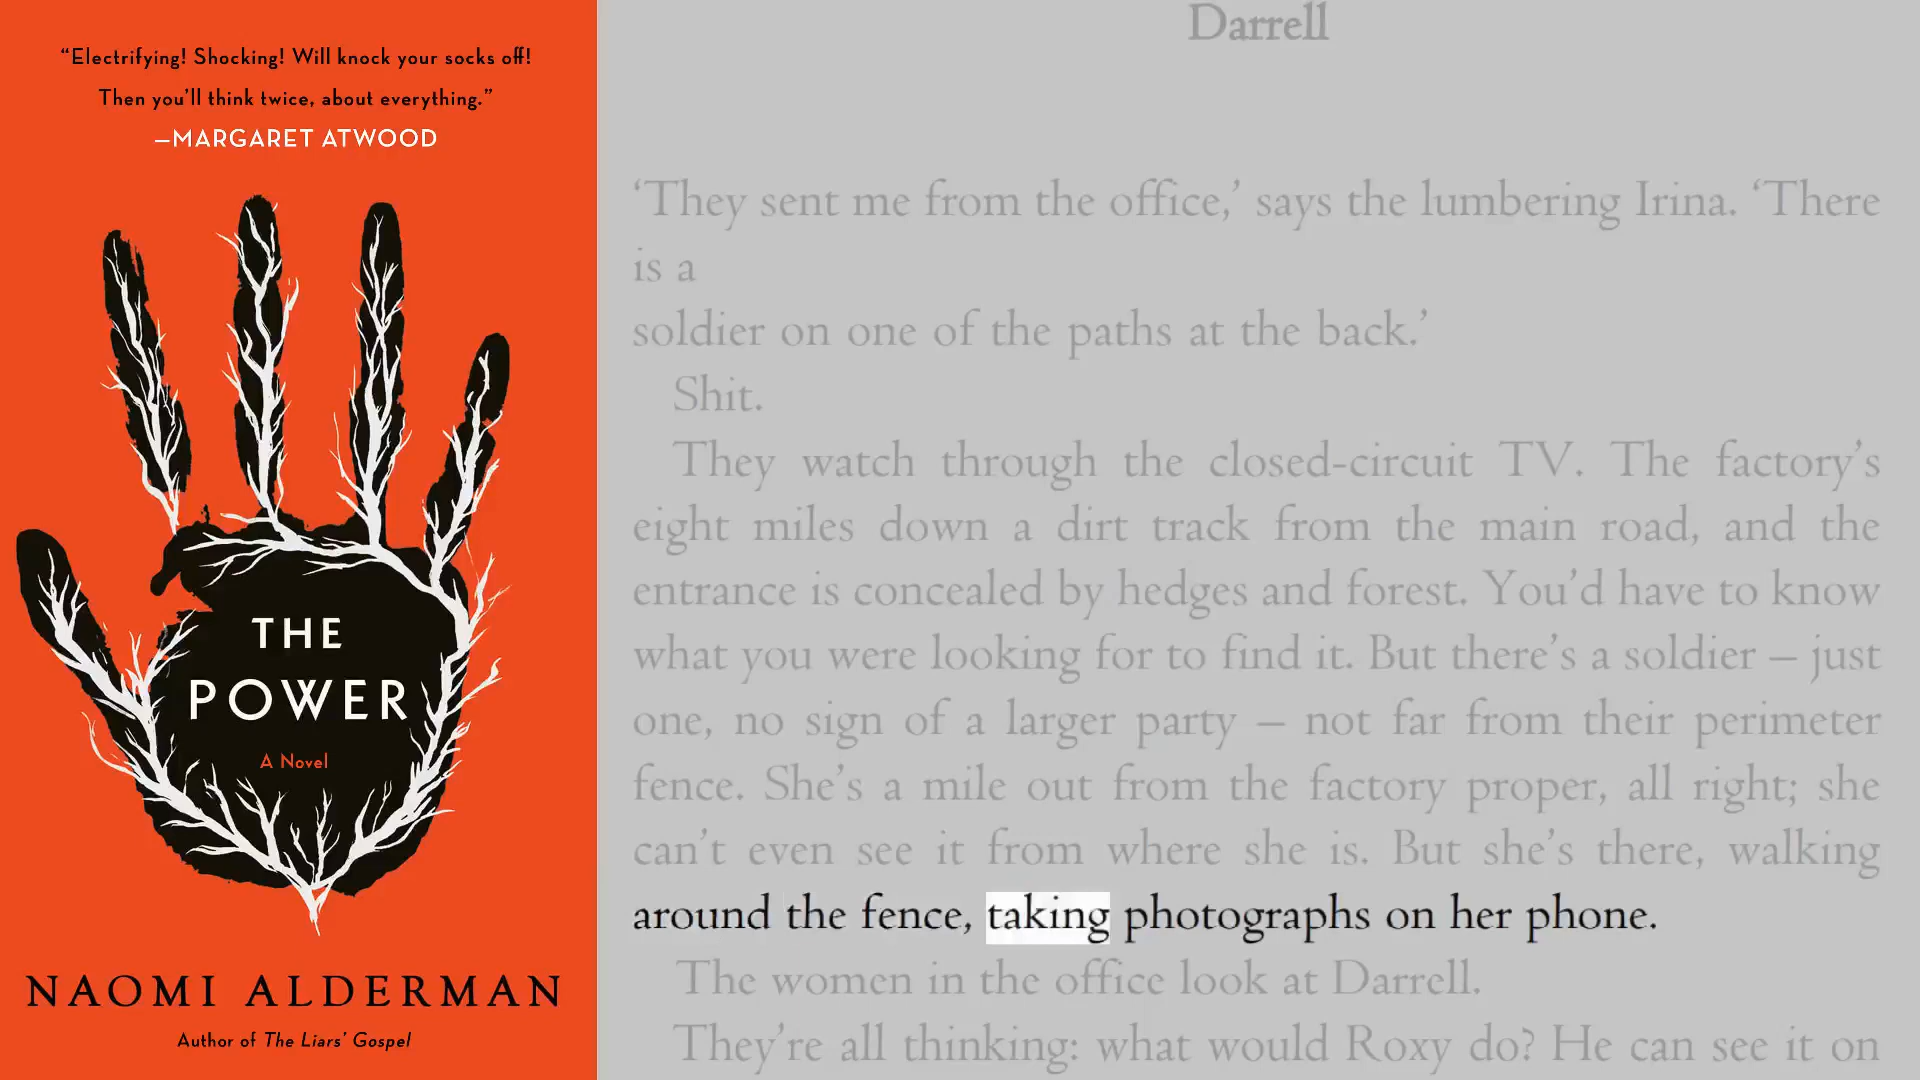 “Electrifying! Shocking! Will knock your socks off!
Then you’ll think twice, about everything.”
—MARGARET ATWOOD
THE
POWER
A Novel
NAOMI ALDERMAN
Author of The Liars’ Gospel
Darrell
‘They sent me from the office,’ says the lumbering Irina. ‘There
is a
soldier on one of the paths at the back.’
Shit.
They watch through the closed-circuit TV. The factory’s
eight miles down a dirt track from the main road, and the
entrance is concealed by hedges and forest. You’d have to know
what you were looking for to find it. But there’s a soldier – just
one, no sign of a larger party – not far from their perimeter
fence. She’s a mile out from the factory proper, all right; she
can’t even see it from where she is. But she’s there, walking
around the fence, taking photographs on her phone.
The women in the office look at Darrell.
They’re all thinking: what would Roxy do? He can see it on